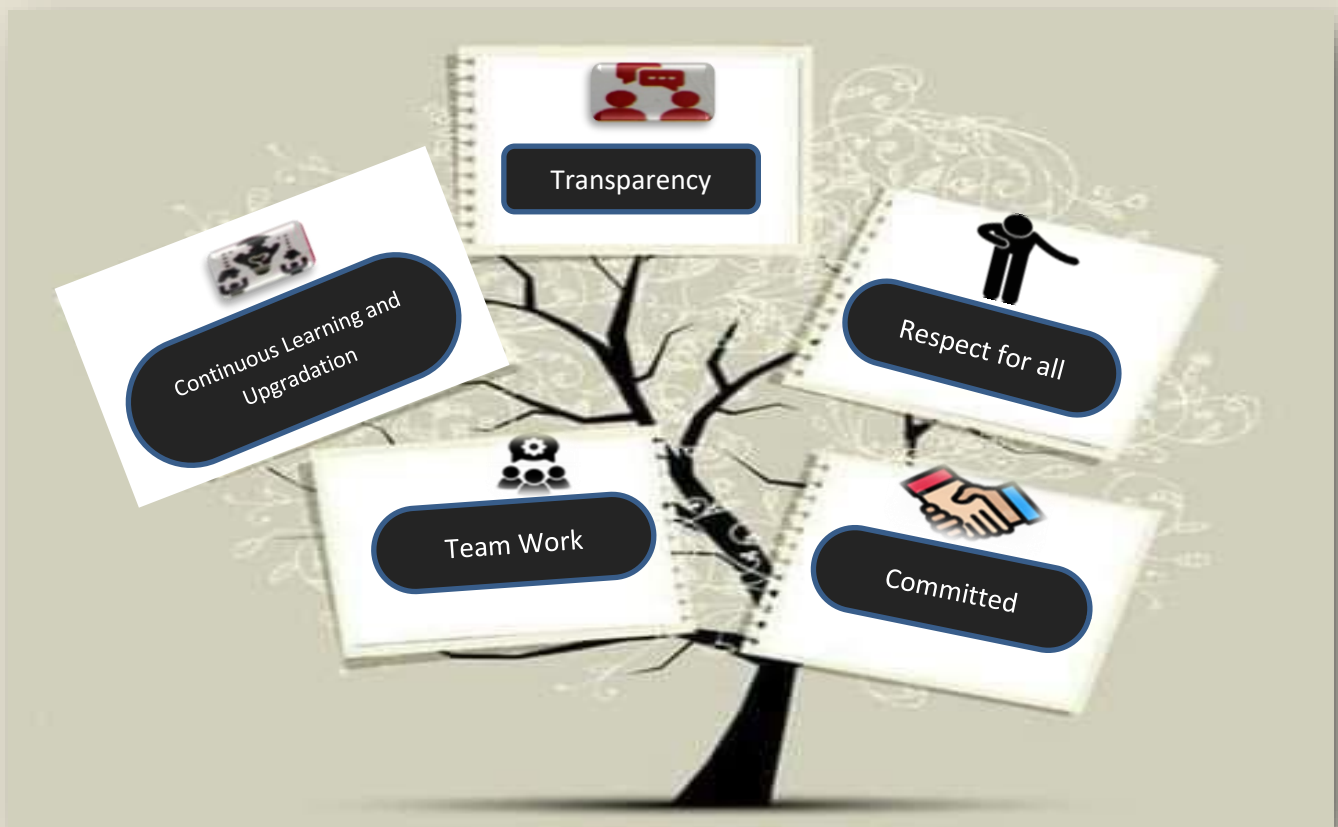 Transparency
Continuous Learning and
Upgradation
Respect for all
Team Work
Committed